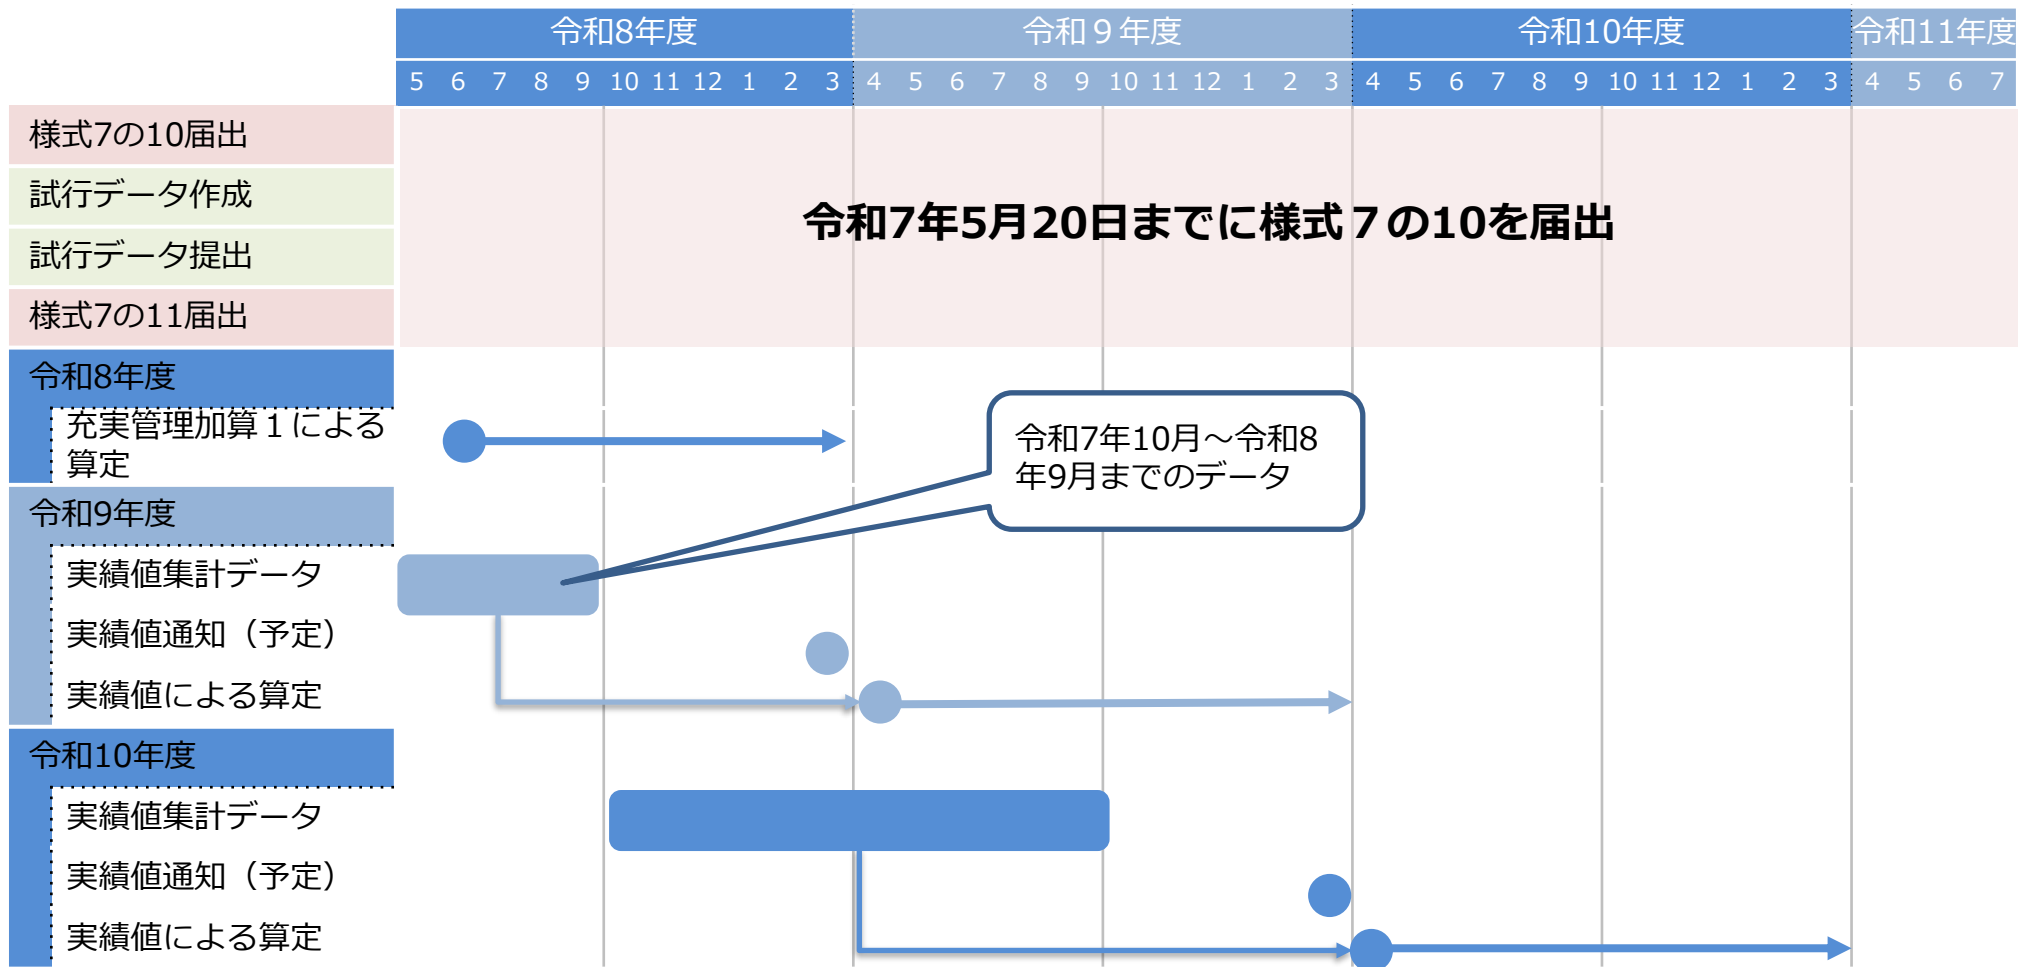 令和8年度 令和９年度 令和10年度 令和11年度
5 6 7 8 9 10 11 12 1 2 3 4 5 6 7 8 9 10 11 12 1 2 3 4 5 6 7 8 9 10 11 12 1 2 3 4 5 6 7
様式7の10届出
試行データ作成
試行データ提出
様式7の11届出
令和7年5月20日までに様式７の10を届出
令和8年度
充実管理加算１による
算定
令和7年10月～令和8
年9月までのデータ
令和9年度
実績値集計データ
実績値通知（予定）
実績値による算定
令和10年度
実績値集計データ
実績値通知（予定）
実績値による算定